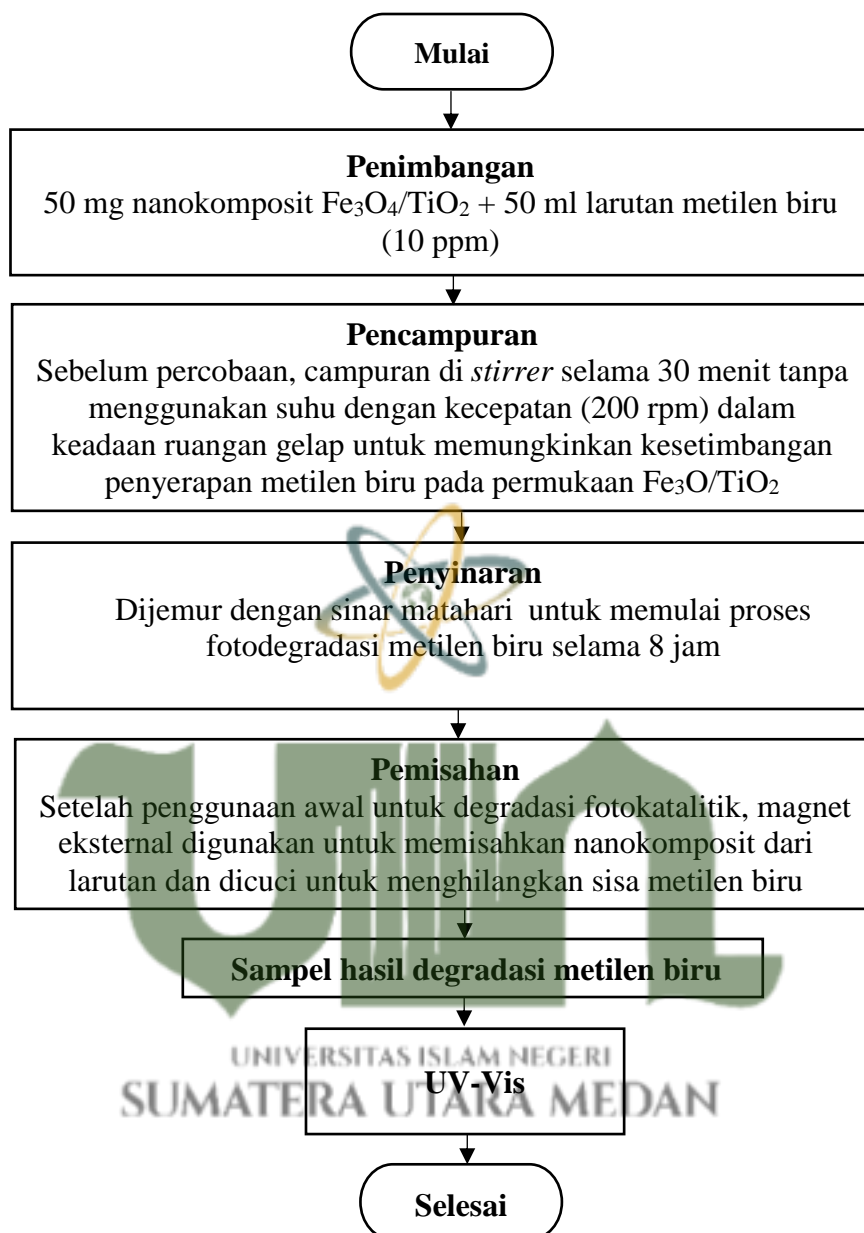 Mulai
Penimbangan
50 mg nanokomposit Fe₃O₄/TiO₂ + 50 ml larutan metilen biru
(10 ppm)
Pencampuran
Sebelum percobaan, campuran di stirrer selama 30 menit tanpa
menggunakan suhu dengan kecepatan (200 rpm) dalam
keadaan ruangan gelap untuk memungkinkan kesetimbangan
penyerapan metilen biru pada permukaan Fe₃O/TiO₂
Penyinaran
Dijemur dengan sinar matahari untuk memulai proses
fotodegradasi metilen biru selama 8 jam
Pemisahan
Setelah penggunaan awal untuk degradasi fotokatalitik, magnet
eksternal digunakan untuk memisahkan nanokomposit dari
larutan dan dicuci untuk menghilangkan sisa metilen biru
Sampel hasil degradasi metilen biru
UNIVERSITAS ISLAM NEGERI
UV-Vis
SUMATERA UTARA MEDAN
Selesai